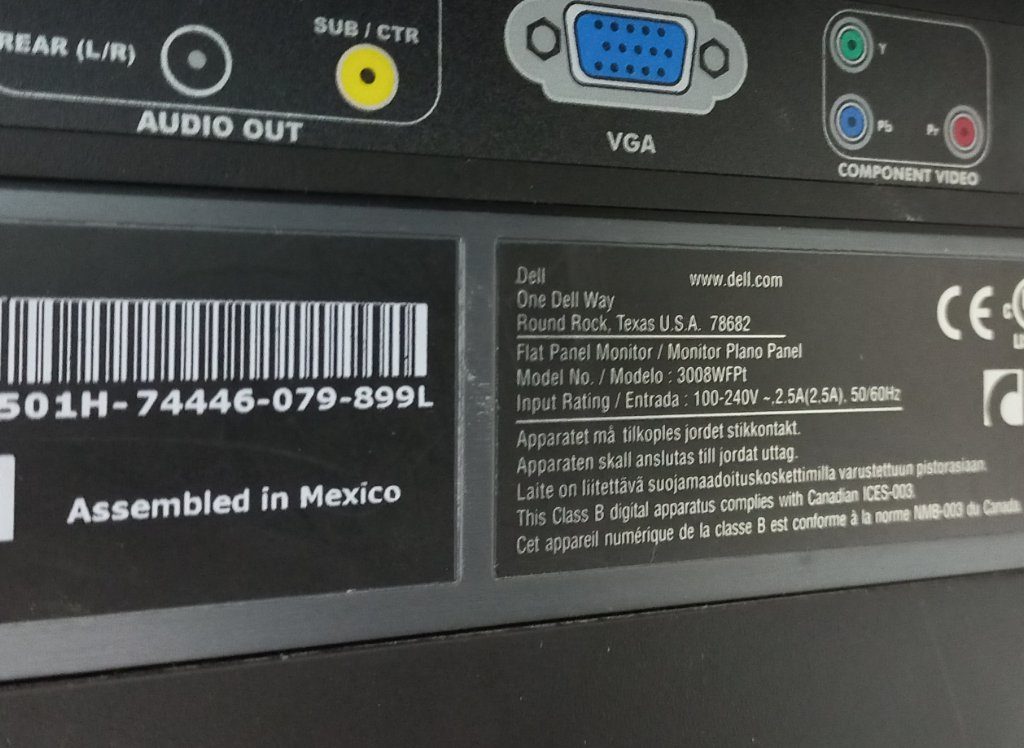 REAR (L/R)
SUB / CTR
AUDIO OUT
VGA
Y
Pb
Pr
COMPONENT VIDEO
501H-74446-079-899L
Assembled in Mexico
Dell www.dell.com
One Dell Way
Round Rock, Texas U.S.A. 78682
Flat Panel Monitor / Monitor Plano Panel
Model No. / Modelo : 3008WFPt
Input Rating / Entrada : 100-240V ~.2.5A(2.5A). 50/60Hz
Apparatet må tilkoples jordet stikkontakt.
Apparaten skall anslutas till jordat uttag.
Laite on liitettävä suojamaadoituskoskettimilla varustettuun pistorasiaan.
This Class B digital apparatus complies with Canadian ICES-003.
Cet appareil numérique de la classe B est conforme à la norme NMB-003 du Canada.
CE